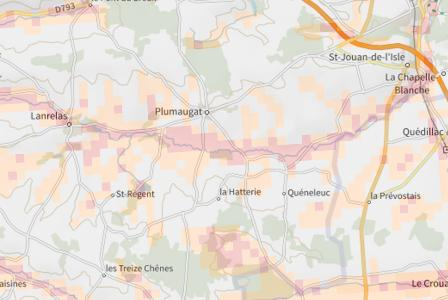 D793
St-Jouan-de-l'Isle
La Chapelle
Blanche
Plumaugat
Lanrelas
Quédillac
St-Régent
la Hatterie
Quéneleuc
la Prévostais
les Treize Chênes
aisines
Le Crouz